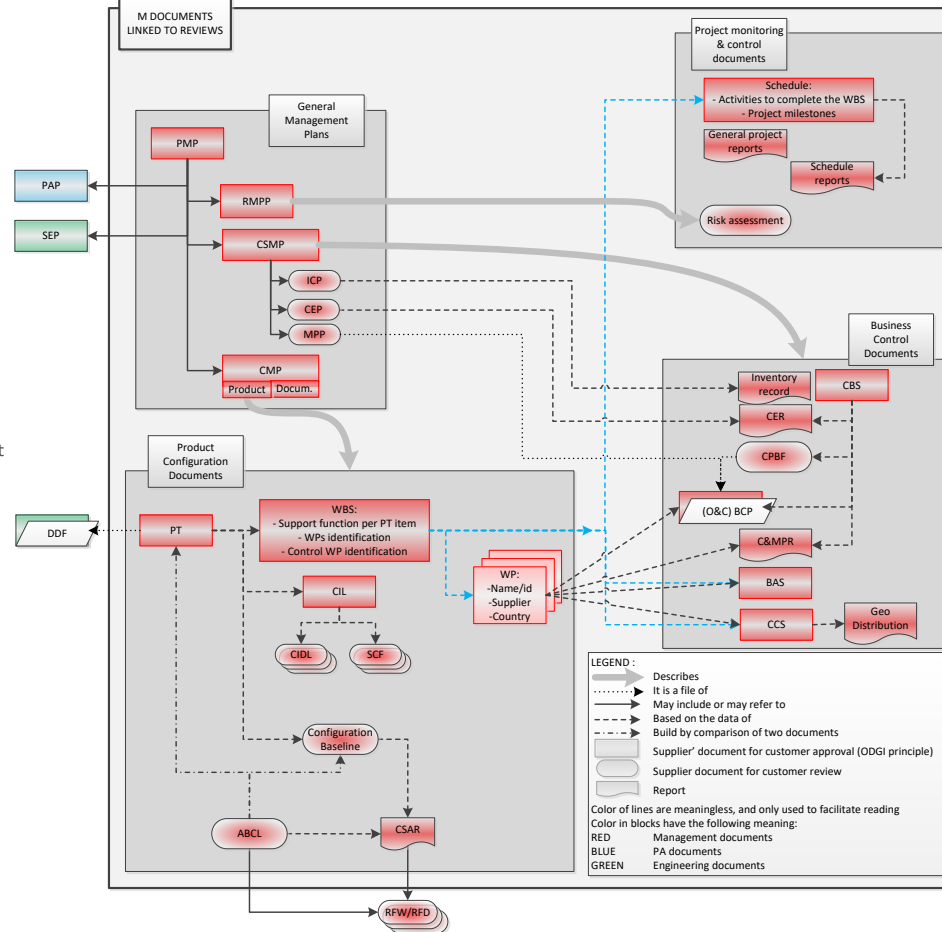 M DOCUMENTS
LINKED TO REVIEWS
Project monitoring
& control
documents
Schedule:
- Activities to complete the WBS
- Project milestones
General project
reports
Schedule
reports
Risk assessment
General
Management
Plans
PMP
PAP
RMPP
SEP
CSMP
ICP
CEP
MPP
CMP
Product
Docum.
Business
Control
Documents
Inventory
record
CBS
CER
CPBF
(O&C) BCP
C&MPR
BAS
CCS
Geo
Distribution
t
Product
Configuration
Documents
DDF
PT
WBS:
- Support function per PT item
- WPs identification
- Control WP identification
WP:
-Name/id
-Supplier
-Country
CIL
CIDL
SCF
Configuration
Baseline
ABCL
CSAR
RFW/RFD
LEGEND :
Describes
It is a file of
May include or may refer to
Based on the data of
Build by comparison of two documents
Supplier' document for customer approval (ODGI principle)
Supplier document for customer review
Report
Color of lines are meaningless, and only used to facilitate reading
Color in blocks have the following meaning:
RED Management documents
BLUE PA documents
GREEN Engineering documents